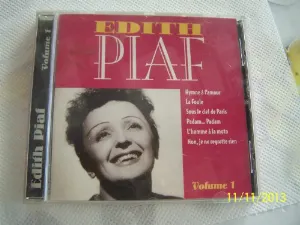 EDITH
PIAF
Hymne à l'amour
La Foule
Sous le ciel de Paris
Padam... Padam
L'homme à la moto
Non, je ne regrette rien
Volume 1
Edith Piaf
Volume 1
11/11/2013